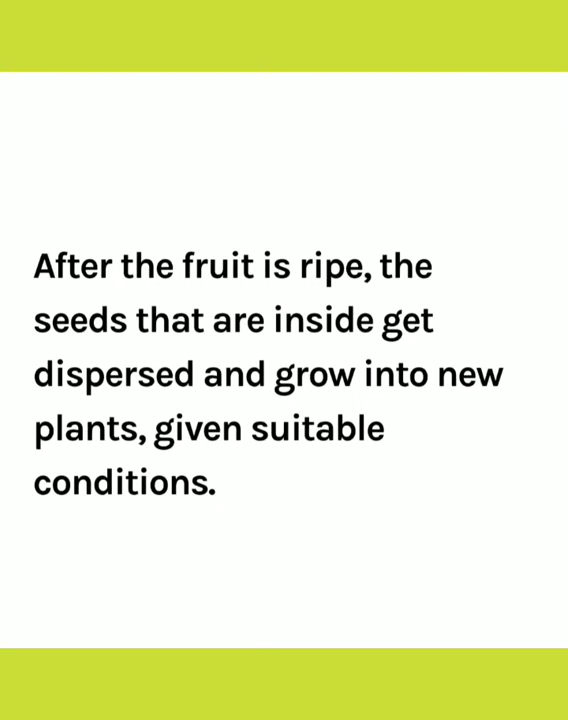 After the fruit is ripe, the
seeds that are inside get
dispersed and grow into new
plants, given suitable
conditions.